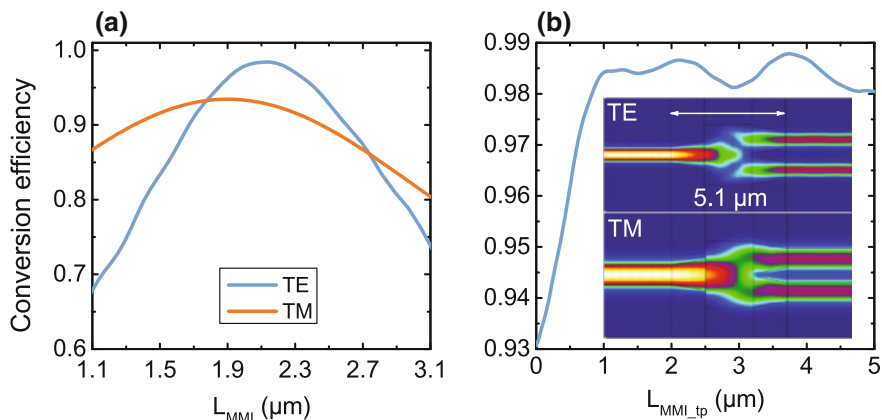 (a)
Conversion efficiency
1.0
0.9
0.8
0.7
0.6
1.1 1.5 1.9 2.3 2.7 3.1
L_MMI (μm)
TE
TM
(b)
0.99
0.98
0.97
0.96
0.95
0.94
0.93
0 1 2 3 4 5
L_MMI_tp (μm)
TE
5.1 μm
TM